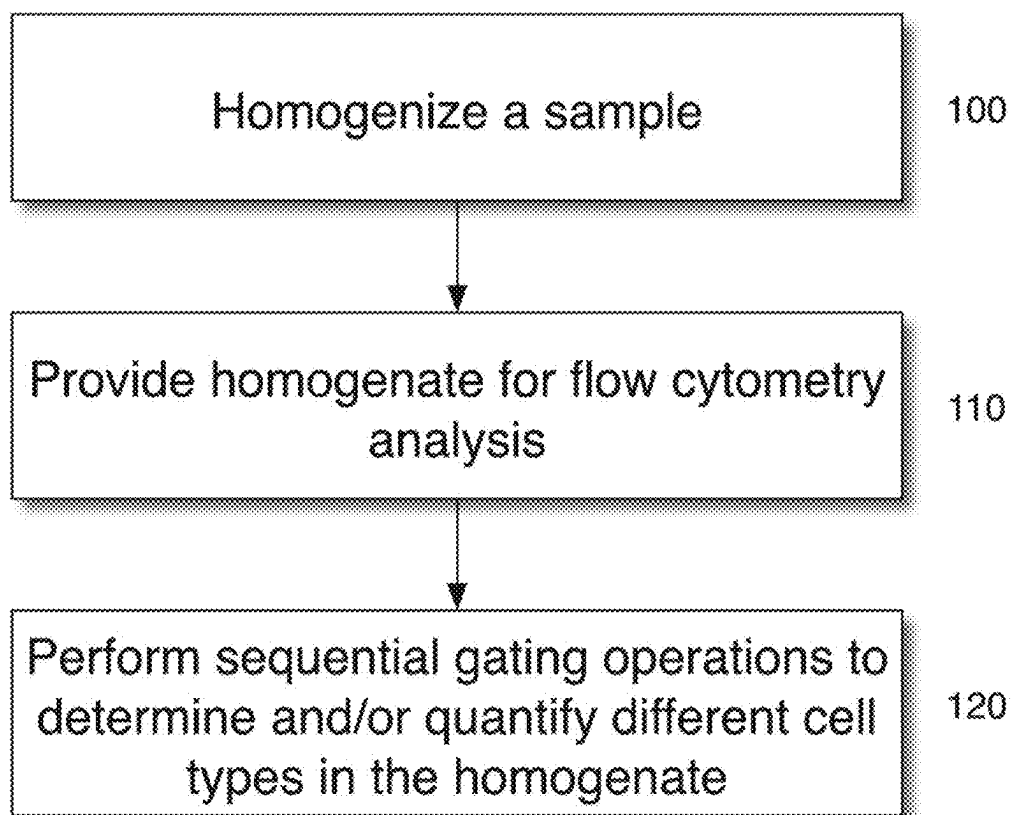 Homogenize a sample
100
Provide homogenate for flow cytometry
analysis
110
Perform sequential gating operations to
determine and/or quantify different cell
types in the homogenate
120